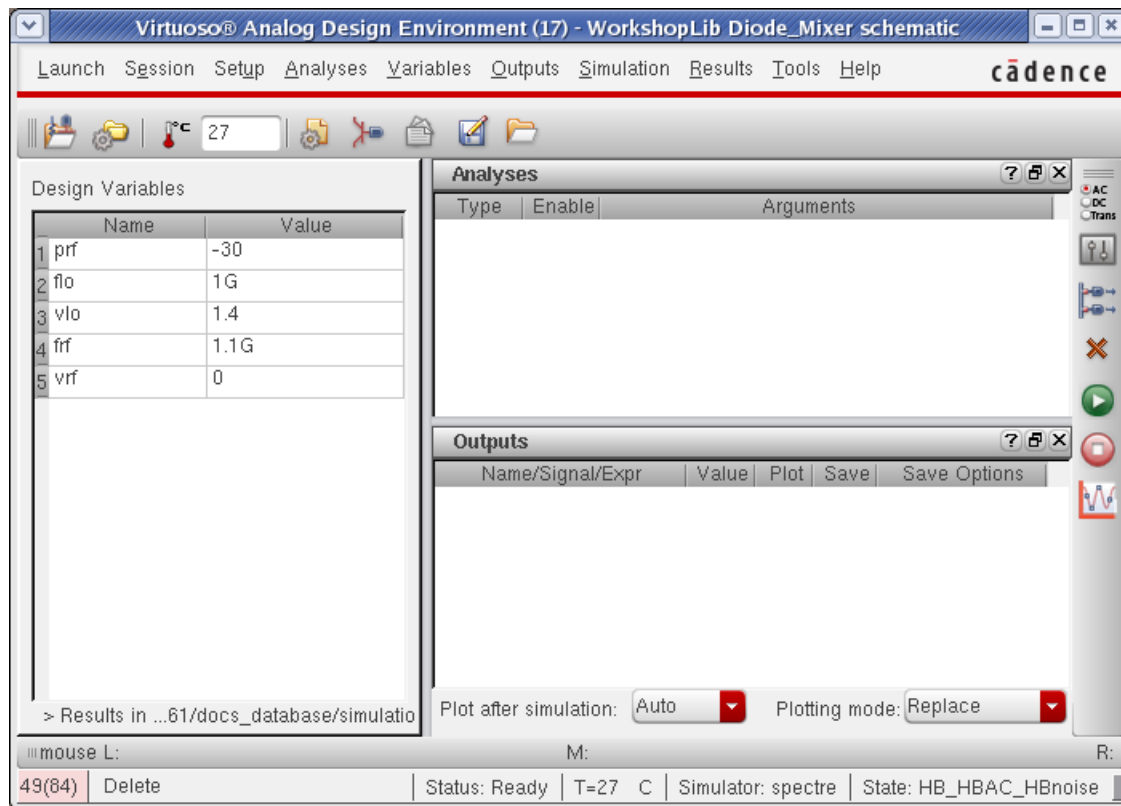 Virtuoso® Analog Design Environment (17) - WorkshopLib Diode_Mixer schematic
Launch Session Setup Analyses Variables Outputs Simulation Results Tools Help cādence
°C 27
Design Variables
Name Value
1 prf -30
2 flo 1G
3 vlo 1.4
4 frf 1.1G
5 vrf 0
> Results in ...61/docs_database/simulatio
Analyses
Type Enable Arguments
AC
DC
Trans
Outputs
Name/Signal/Expr Value Plot Save Save Options
Plot after simulation: Auto Plotting mode: Replace
mouse L: M: R:
49(84) Delete Status: Ready T=27 C Simulator: spectre State: HB_HBAC_HBnoise